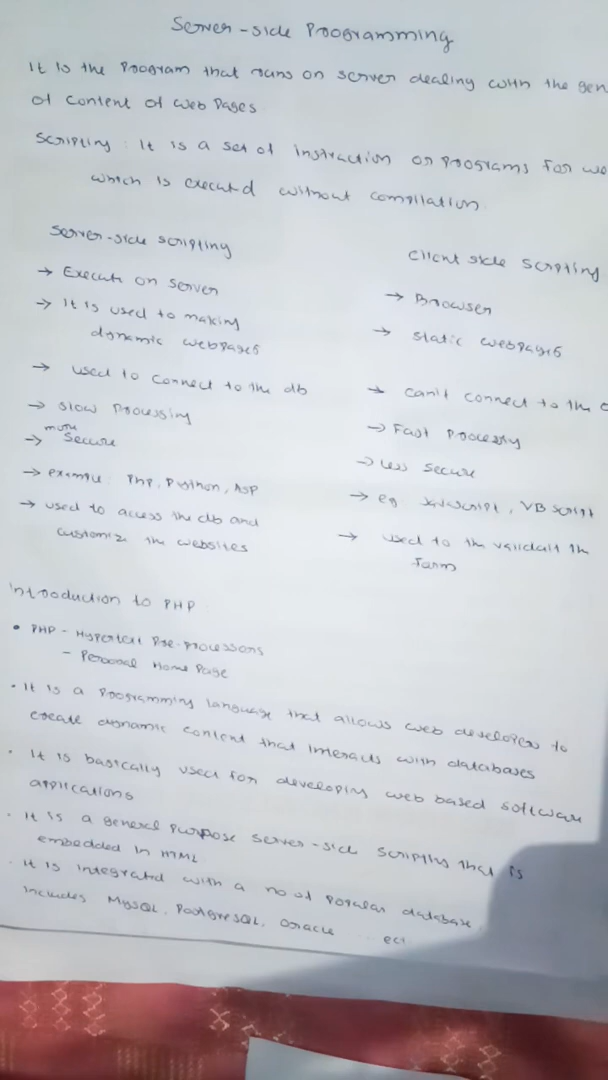 Server-side Programming
It is the Program that runs on server dealing with the gen
of content of web Pages
Scripting : It is a set of instruction or Programs for we
which is executed without compilation
Server-side scripting
→ Execute on server
→ It is used to making
dynamic webpages
→ used to connect to the db
→ slow Processing
→ more Secure
→ example: Php, Python, ASP
→ used to access the db and
customize the websites
Client side scripting
→ Browser
→ static webpages
→ can't connect to the
→ Fast Processing
→ Less secure
→ eg Javascript, VB script
→ used to the validait the
Form
Introduction to PHP
• PHP - Hypertext Pre-Processors
- Personal Home Page
• It is a Programming language that allows web developers to
create dynamic content that interacts with databases
• It is basically used for developing web based software
applications
• It is a general purpose server-side scripting that is
embedded in HTML
• It is integrated with a no of Popular database
includes MySQL, PostgreSQL, Oracle ect